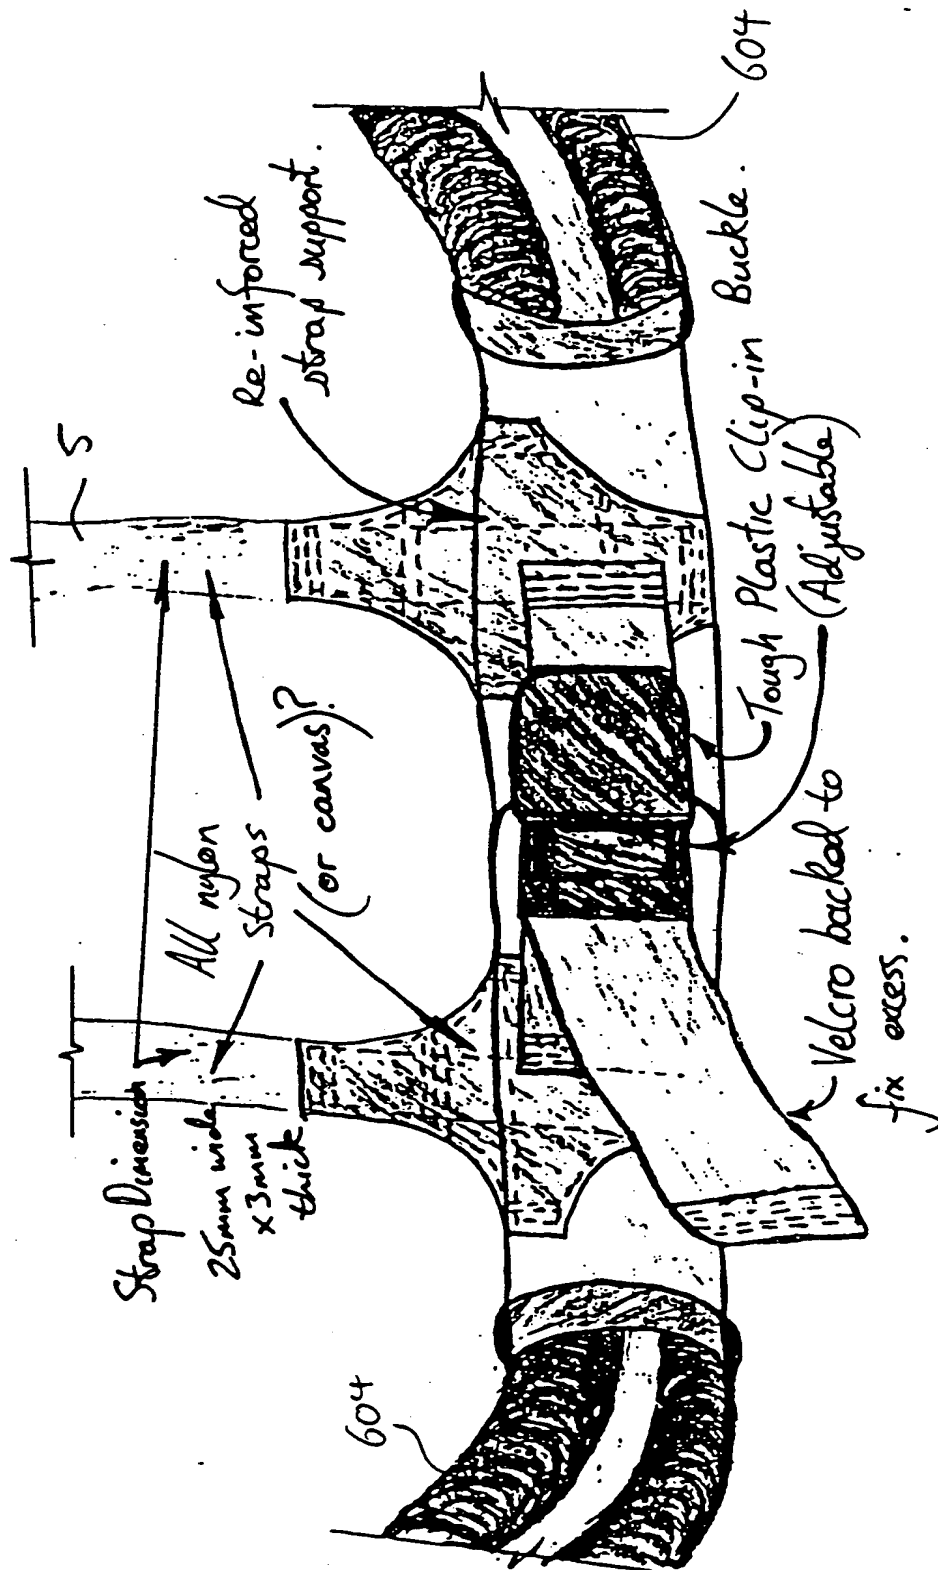 Strap Dimension
25mm wide
x3mm
thick
All nylon
straps
(or canvas)?
5
Re-inforced
strap support.
604
604
Velcro backed to
fix excess.
Tough Plastic Clip-in Buckle.
(Adjustable)